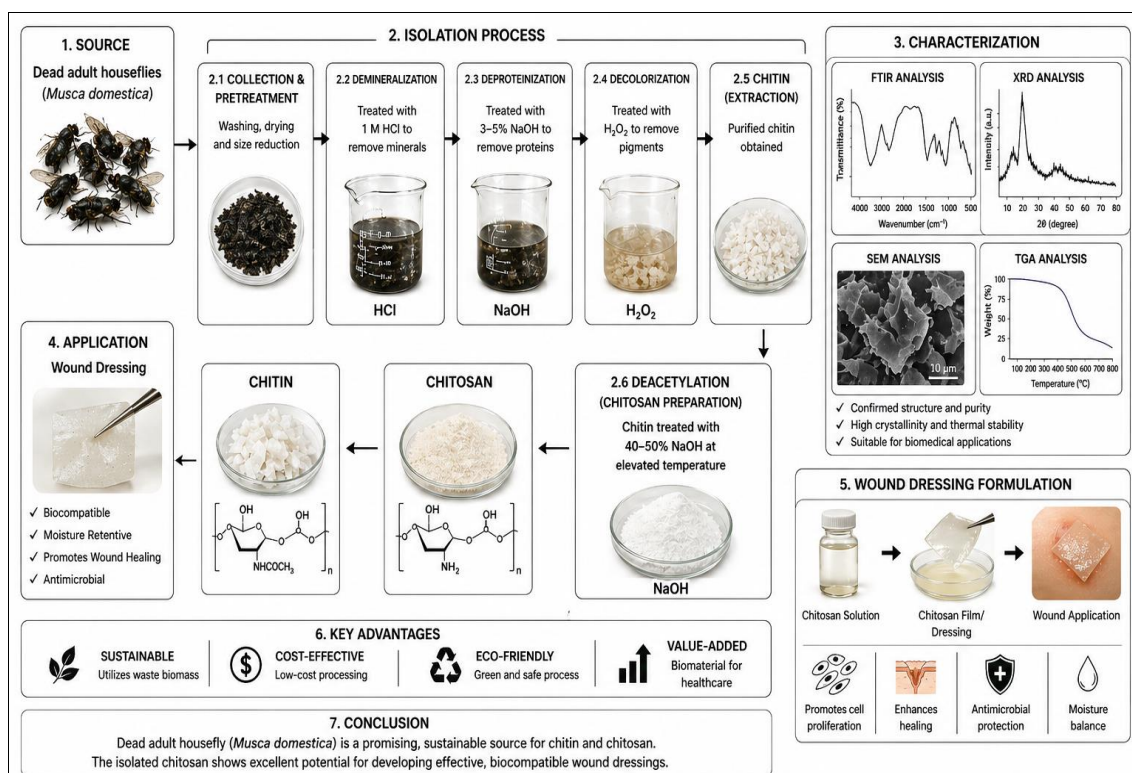 1. SOURCE
Dead adult houseflies
(Musca domestica)
2. ISOLATION PROCESS
2.1 COLLECTION &
PRETREATMENT
Washing, drying
and size reduction
2.2 DEMINERALIZATION
Treated with
1 M HCl to
remove minerals
HCl
2.3 DEPROTEINIZATION
Treated with
3–5% NaOH to
remove proteins
NaOH
2.4 DECOLORIZATION
Treated with
H₂O₂ to remove
pigments
H₂O₂
2.5 CHITIN
(EXTRACTION)
Purified chitin
obtained
3. CHARACTERIZATION
FTIR ANALYSIS
Transmittance (%)
4000 3000 2000 1500 1000 500
Wavenumber (cm⁻¹)
XRD ANALYSIS
Intensity (a.u.)
10 20 30 40 50 60 70 80
2θ (degree)
SEM ANALYSIS
10 µm
TGA ANALYSIS
Weight (%)
100
75
50
25
0
100 200 300 400 500 600 700 800
Temperature (°C)
✓ Confirmed structure and purity
✓ High crystallinity and thermal stability
✓ Suitable for biomedical applications
4. APPLICATION
Wound Dressing
✓ Biocompatible
✓ Moisture Retentive
✓ Promotes Wound Healing
✓ Antimicrobial
CHITIN
OH
OH
O
O
O
O
NHCOCH₃
n
CHITOSAN
OH
OH
O
O
O
O
NH₂
n
2.6 DEACETYLATION
(CHITOSAN PREPARATION)
Chitin treated with
40–50% NaOH at
elevated temperature
NaOH
5. WOUND DRESSING FORMULATION
Chitosan Solution
Chitosan Film/
Dressing
Wound Application
Promotes cell
proliferation
Enhances
healing
Antimicrobial
protection
Moisture
balance
6. KEY ADVANTAGES
SUSTAINABLE
Utilizes waste biomass
$
COST-EFFECTIVE
Low-cost processing
ECO-FRIENDLY
Green and safe process
VALUE-ADDED
Biomaterial for
healthcare
7. CONCLUSION
Dead adult housefly (Musca domestica) is a promising, sustainable source for chitin and chitosan.
The isolated chitosan shows excellent potential for developing effective, biocompatible wound dressings.